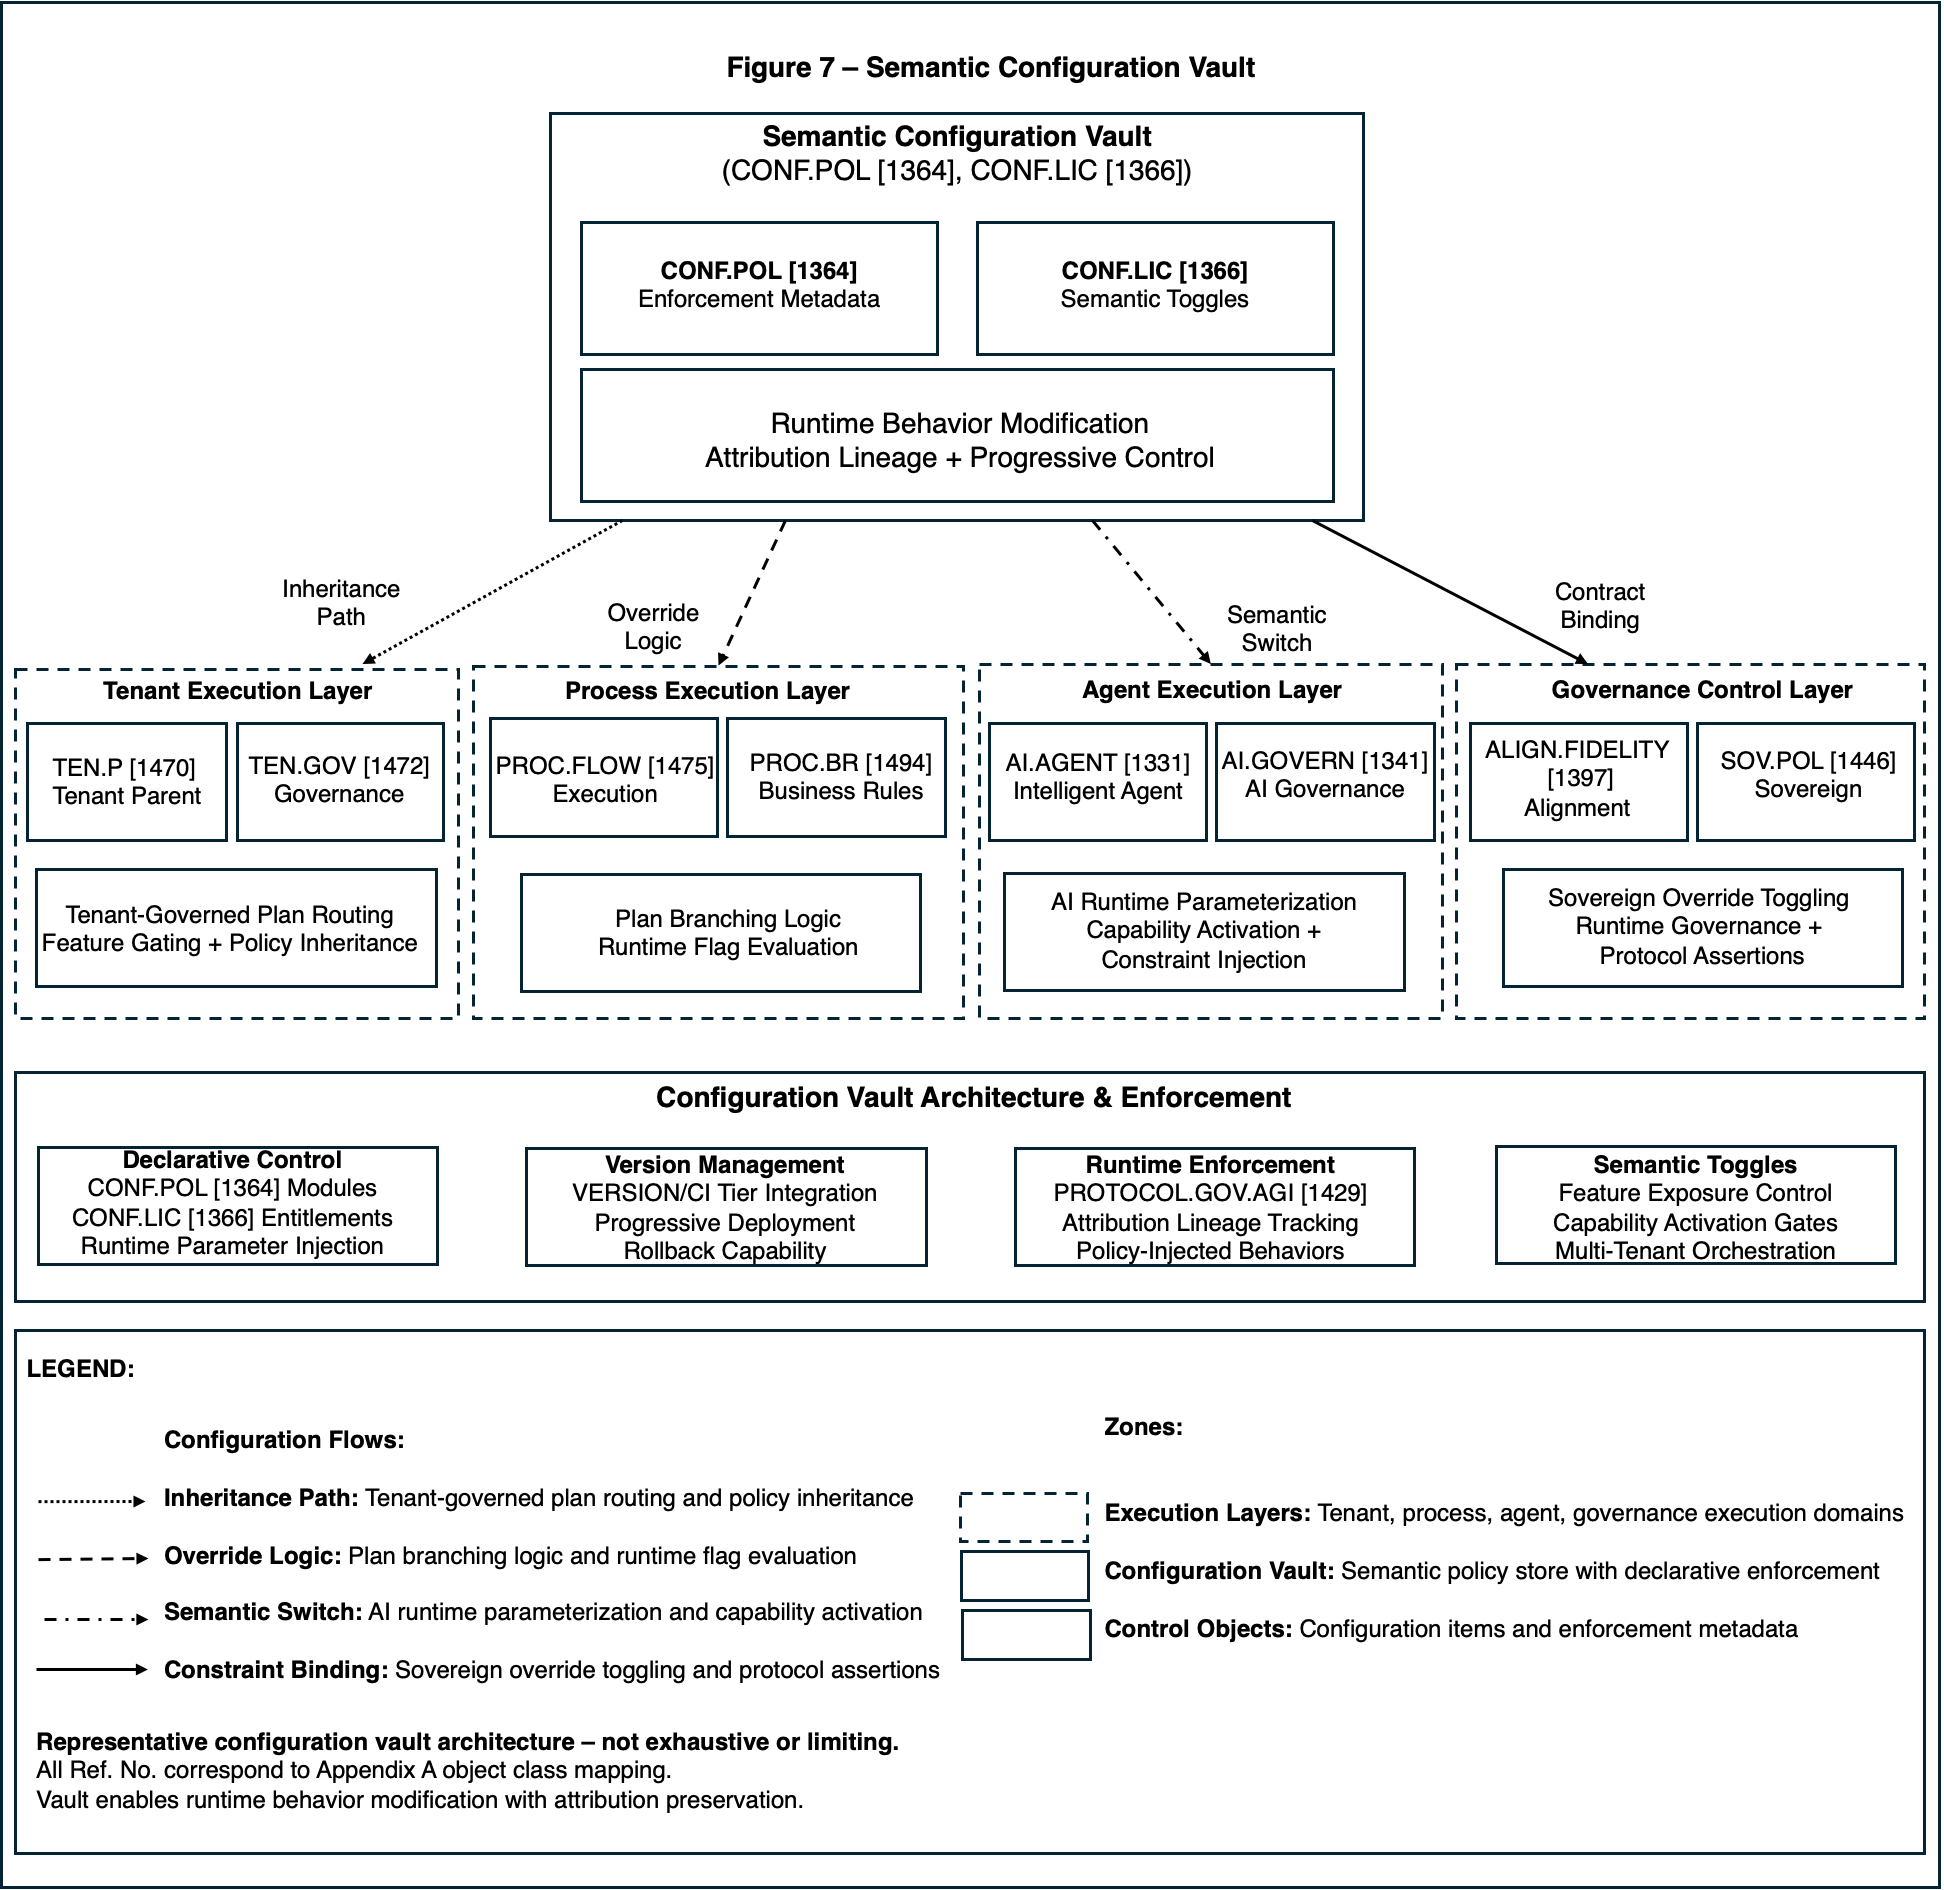 Figure 7 – Semantic Configuration Vault
Semantic Configuration Vault
(CONF.POL [1364], CONF.LIC [1366])
CONF.POL [1364]
Enforcement Metadata
CONF.LIC [1366]
Semantic Toggles
Runtime Behavior Modification
Attribution Lineage + Progressive Control
Inheritance
Path
Override
Logic
Semantic
Switch
Contract
Binding
Tenant Execution Layer
TEN.P [1470]
Tenant Parent
TEN.GOV [1472]
Governance
Tenant-Governed Plan Routing
Feature Gating + Policy Inheritance
Process Execution Layer
PROC.FLOW [1475]
Execution
PROC.BR [1494]
Business Rules
Plan Branching Logic
Runtime Flag Evaluation
Agent Execution Layer
AI.AGENT [1331]
Intelligent Agent
AI.GOVERN [1341]
AI Governance
AI Runtime Parameterization
Capability Activation +
Constraint Injection
Governance Control Layer
ALIGN.FIDELITY
[1397]
Alignment
SOV.POL [1446]
Sovereign
Sovereign Override Toggling
Runtime Governance +
Protocol Assertions
Configuration Vault Architecture & Enforcement
Declarative Control
CONF.POL [1364] Modules
CONF.LIC [1366] Entitlements
Runtime Parameter Injection
Version Management
VERSION/CI Tier Integration
Progressive Deployment
Rollback Capability
Runtime Enforcement
PROTOCOL.GOV.AGI [1429]
Attribution Lineage Tracking
Policy-Injected Behaviors
Semantic Toggles
Feature Exposure Control
Capability Activation Gates
Multi-Tenant Orchestration
LEGEND:
Configuration Flows:
Inheritance Path: Tenant-governed plan routing and policy inheritance
Override Logic: Plan branching logic and runtime flag evaluation
Semantic Switch: AI runtime parameterization and capability activation
Constraint Binding: Sovereign override toggling and protocol assertions
Zones:
Execution Layers: Tenant, process, agent, governance execution domains
Configuration Vault: Semantic policy store with declarative enforcement
Control Objects: Configuration items and enforcement metadata
Representative configuration vault architecture – not exhaustive or limiting.
All Ref. No. correspond to Appendix A object class mapping.
Vault enables runtime behavior modification with attribution preservation.